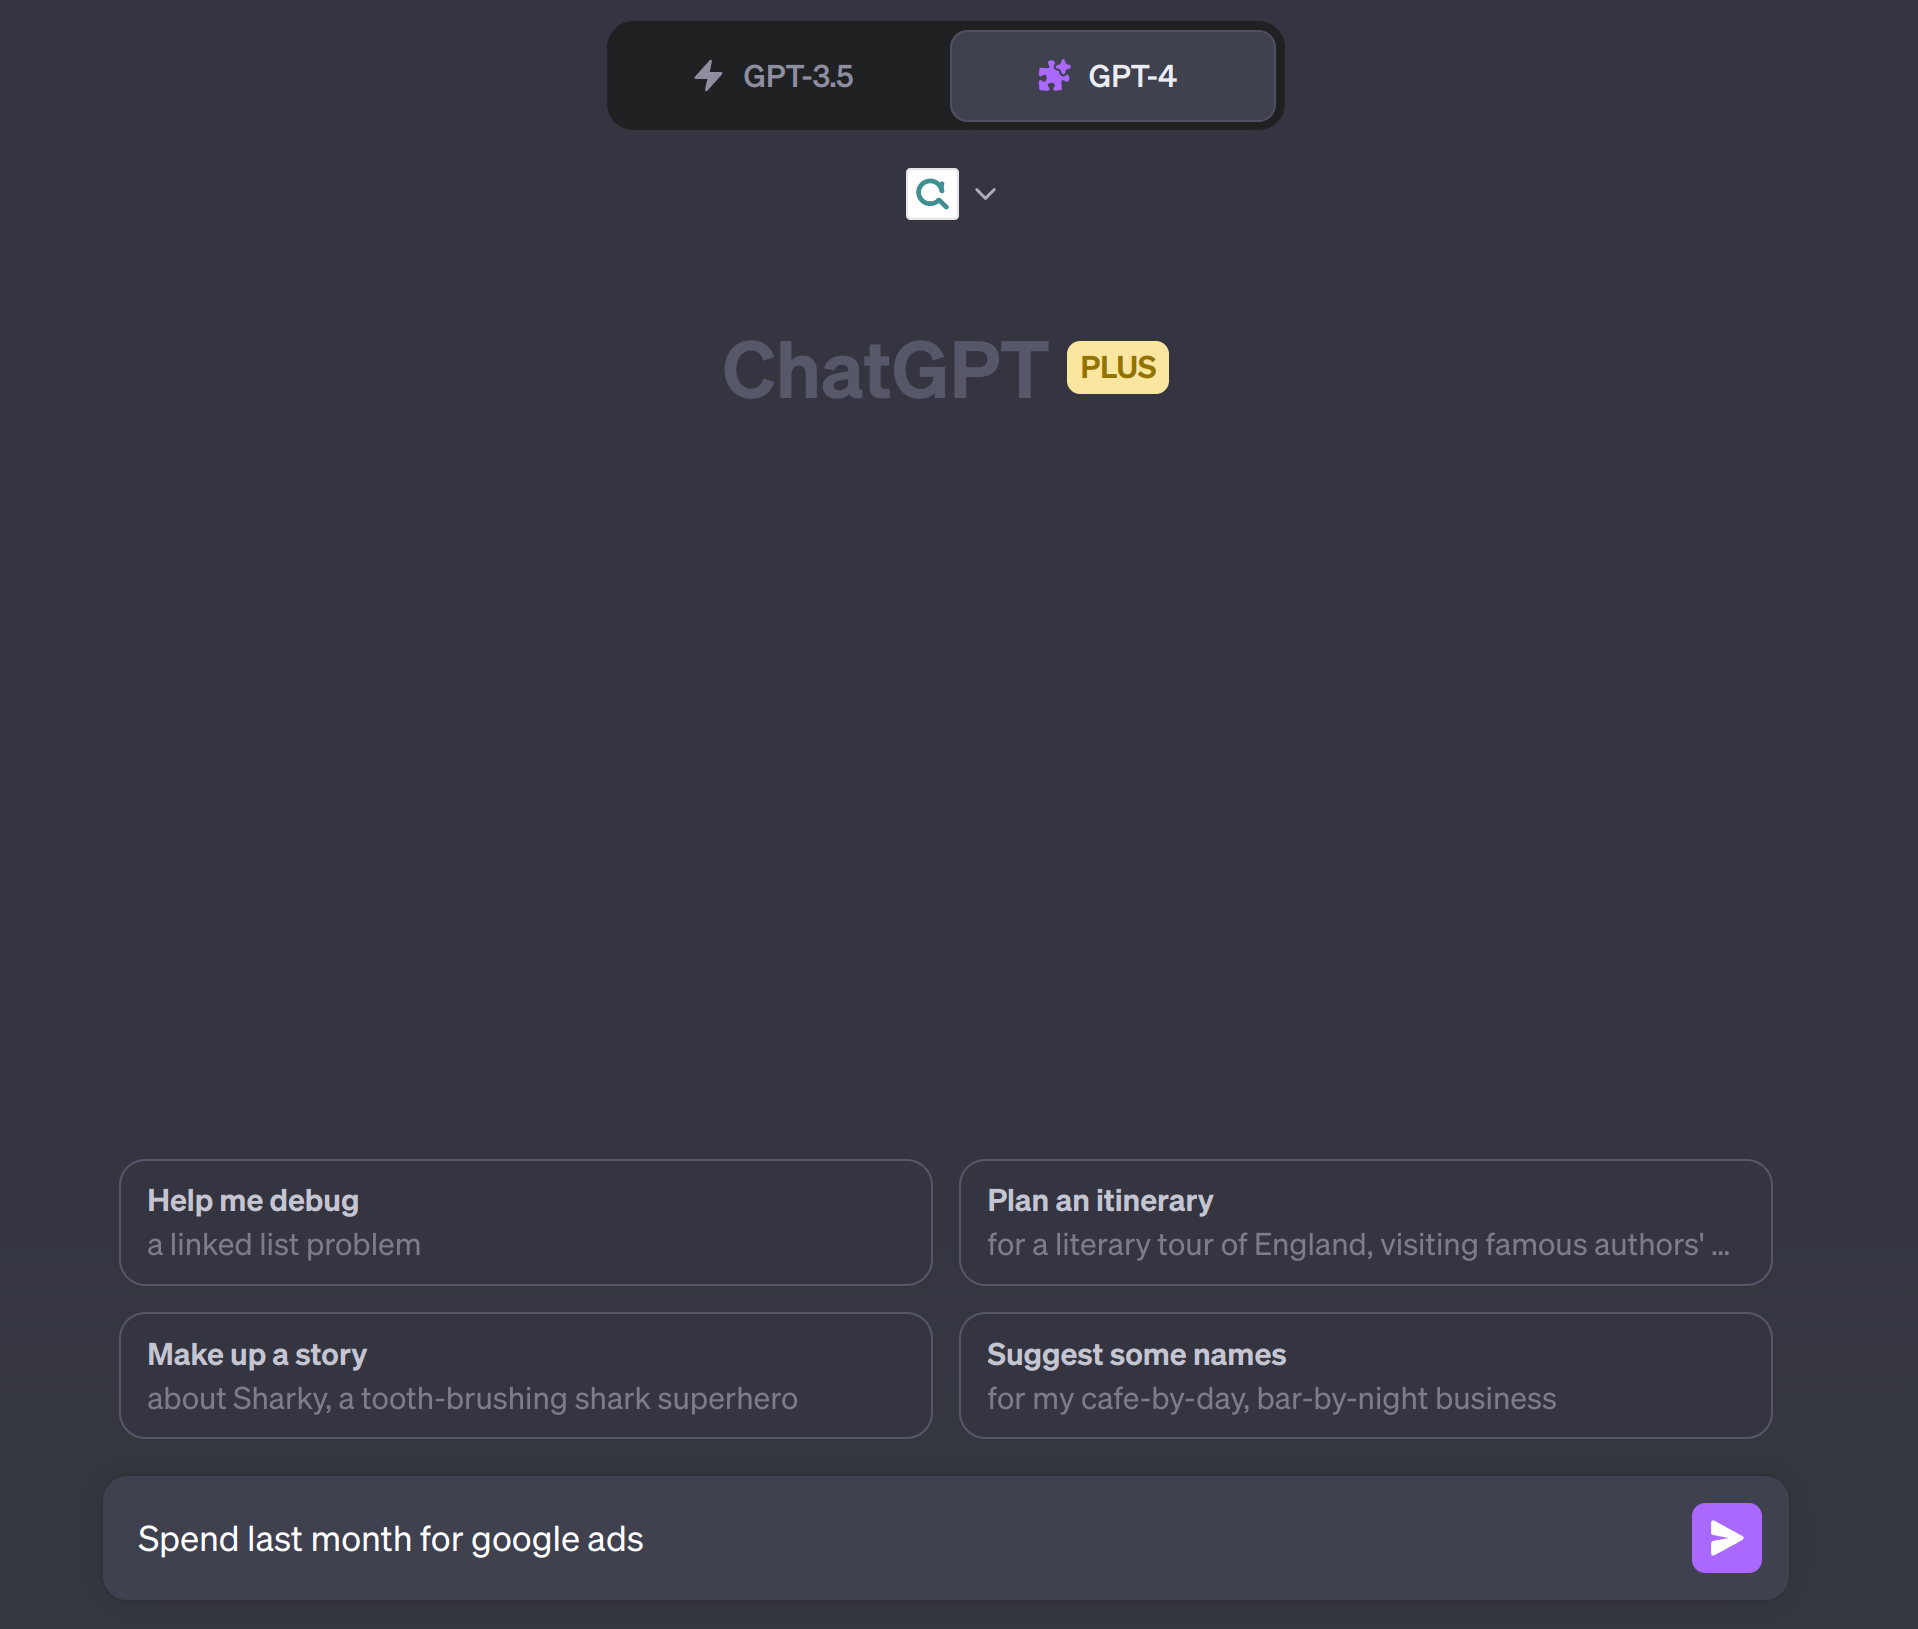 GPT-3.5
GPT-4
ChatGPT PLUS
Help me debug
a linked list problem
Plan an itinerary
for a literary tour of England, visiting famous authors' ...
Make up a story
about Sharky, a tooth-brushing shark superhero
Suggest some names
for my cafe-by-day, bar-by-night business
Spend last month for google ads